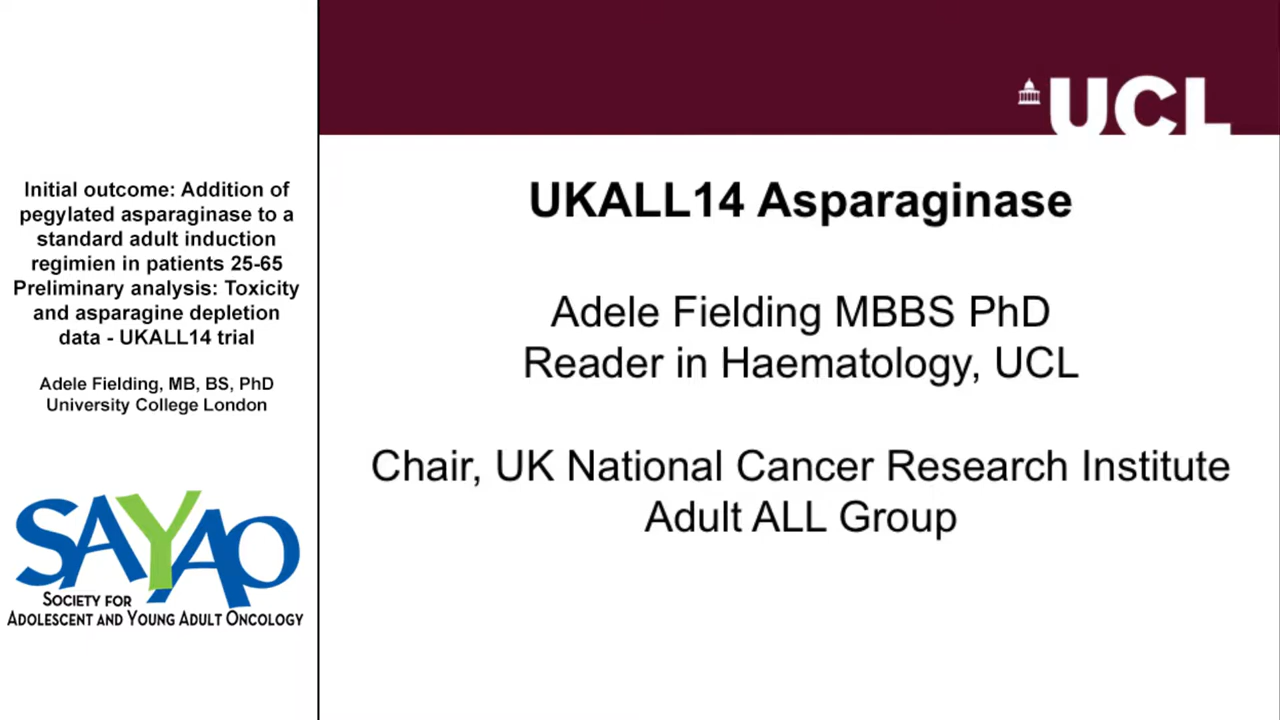 Initial outcome: Addition of
pegylated asparaginase to a
standard adult induction
regimien in patients 25-65
Preliminary analysis: Toxicity
and asparagine depletion
data - UKALL14 trial
Adele Fielding, MB, BS, PhD
University College London
SAYAO
SOCIETY FOR
ADOLESCENT AND YOUNG ADULT ONCOLOGY
UCL
UKALL14 Asparaginase
Adele Fielding MBBS PhD
Reader in Haematology, UCL
Chair, UK National Cancer Research Institute
Adult ALL Group